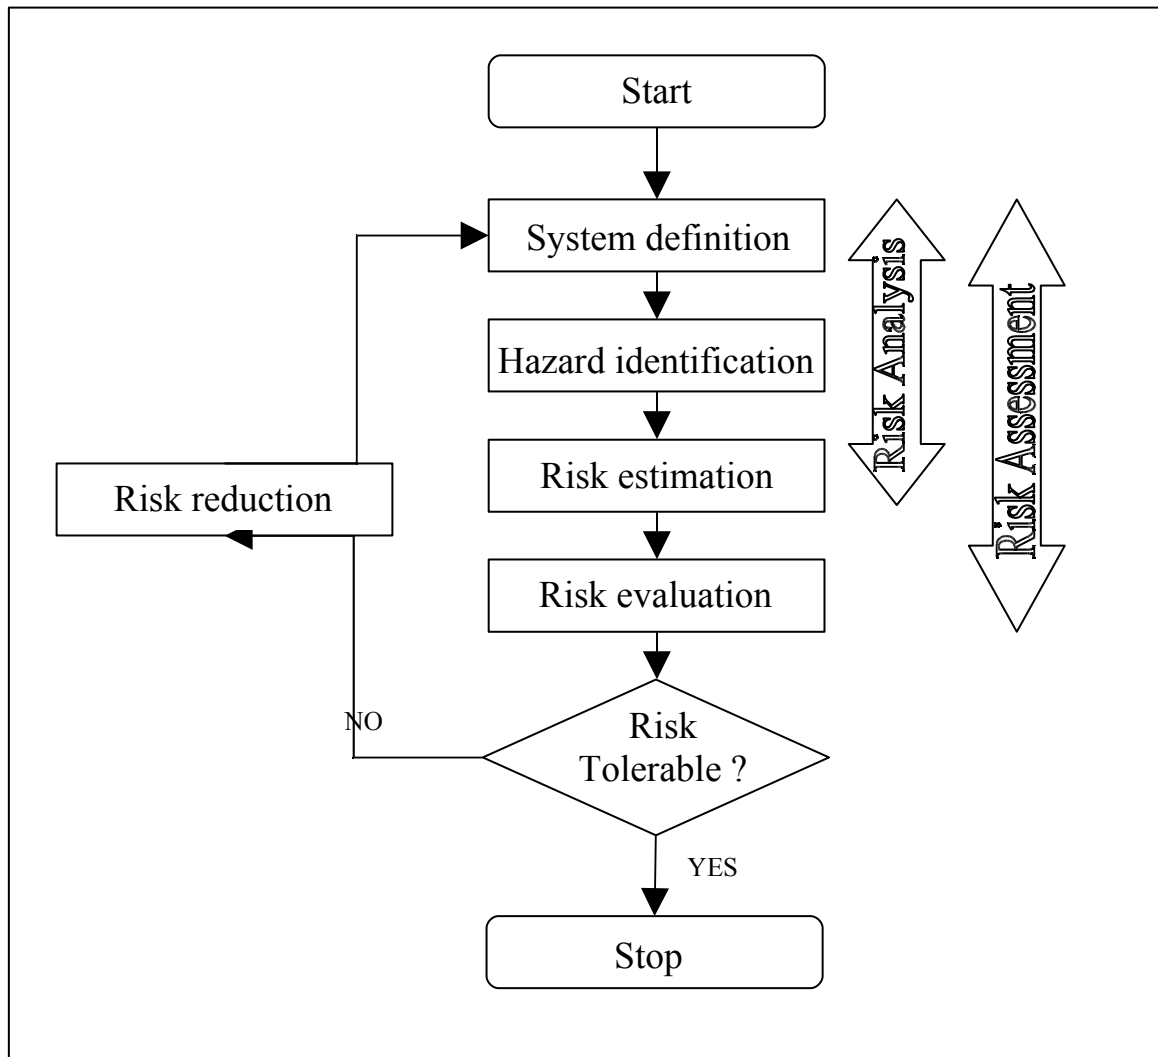 Start
System definition
Hazard identification
Risk estimation
Risk reduction
Risk evaluation
NO
Risk
Tolerable ?
YES
Stop
Risk Analysis
Risk Assessment